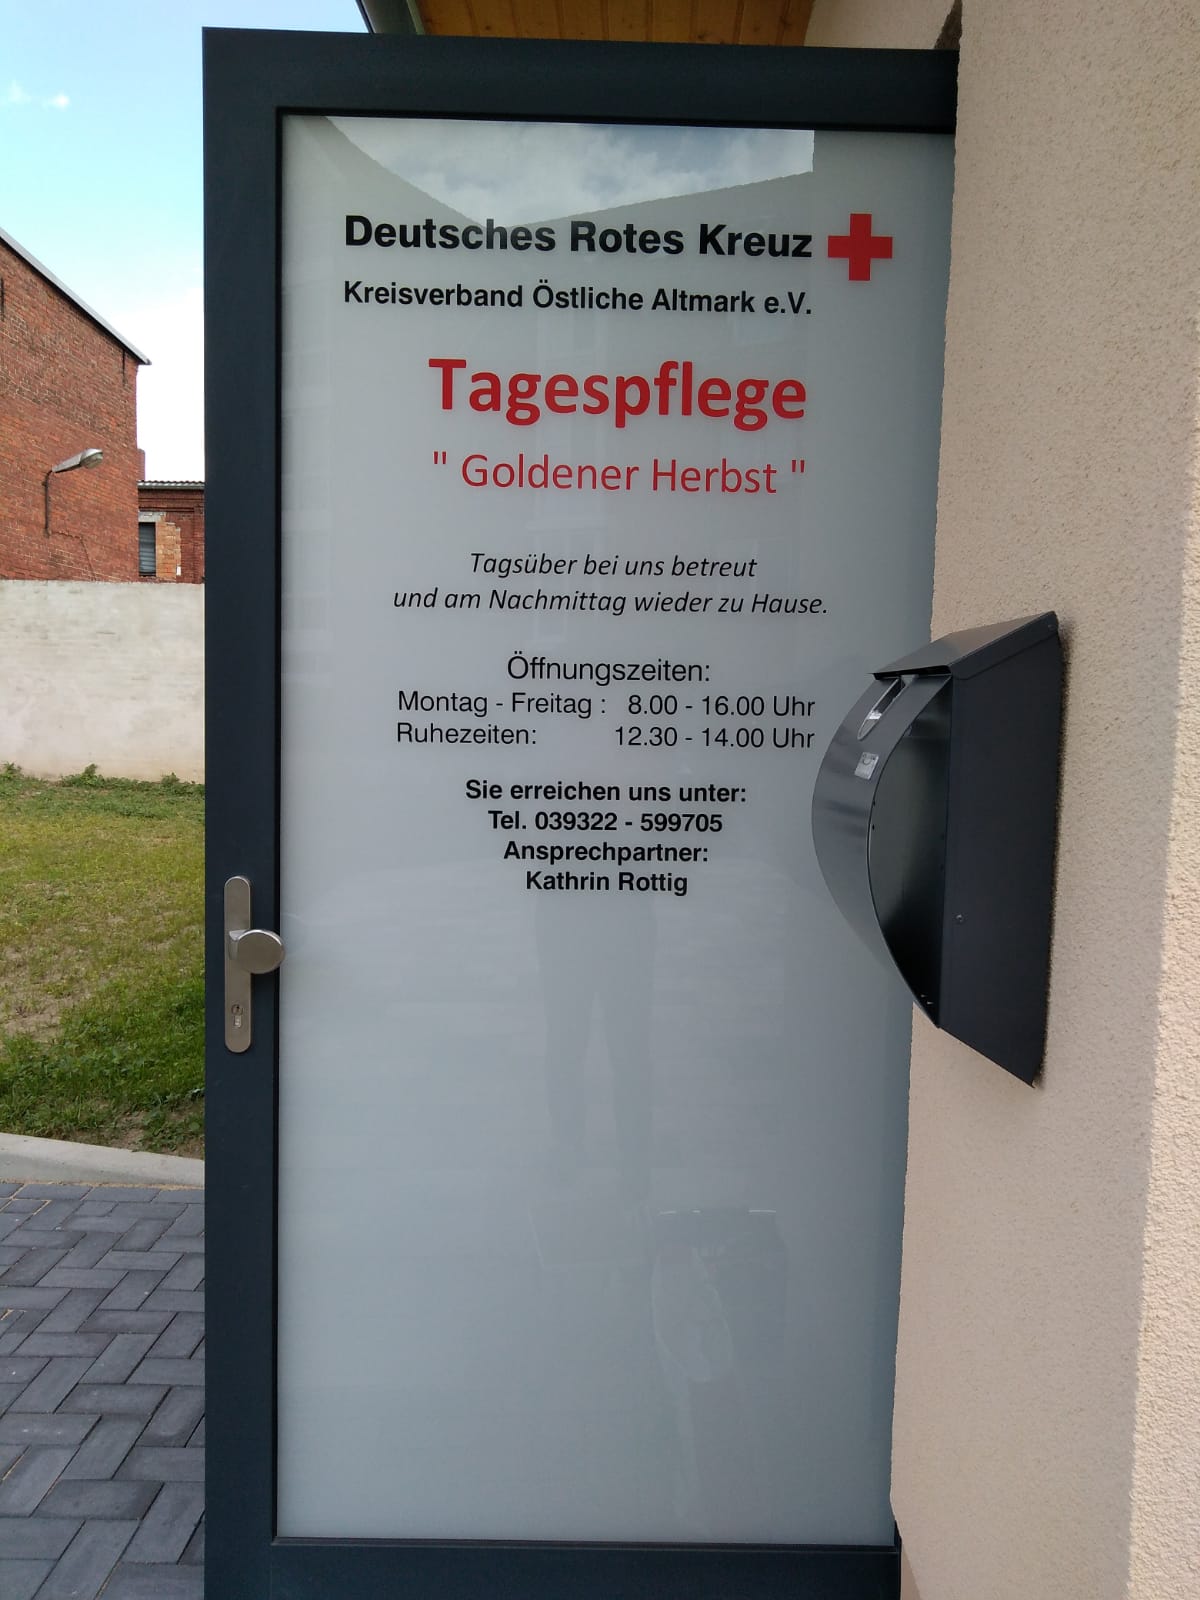 Deutsches Rotes Kreuz
Kreisverband Östliche Altmark e.V.
Tagespflege
" Goldener Herbst "
Tagsüber bei uns betreut
und am Nachmittag wieder zu Hause.
Öffnungszeiten:
Montag - Freitag : 8.00 - 16.00 Uhr
Ruhezeiten: 12.30 - 14.00 Uhr
Sie erreichen uns unter:
Tel. 039322 - 599705
Ansprechpartner:
Kathrin Rottig